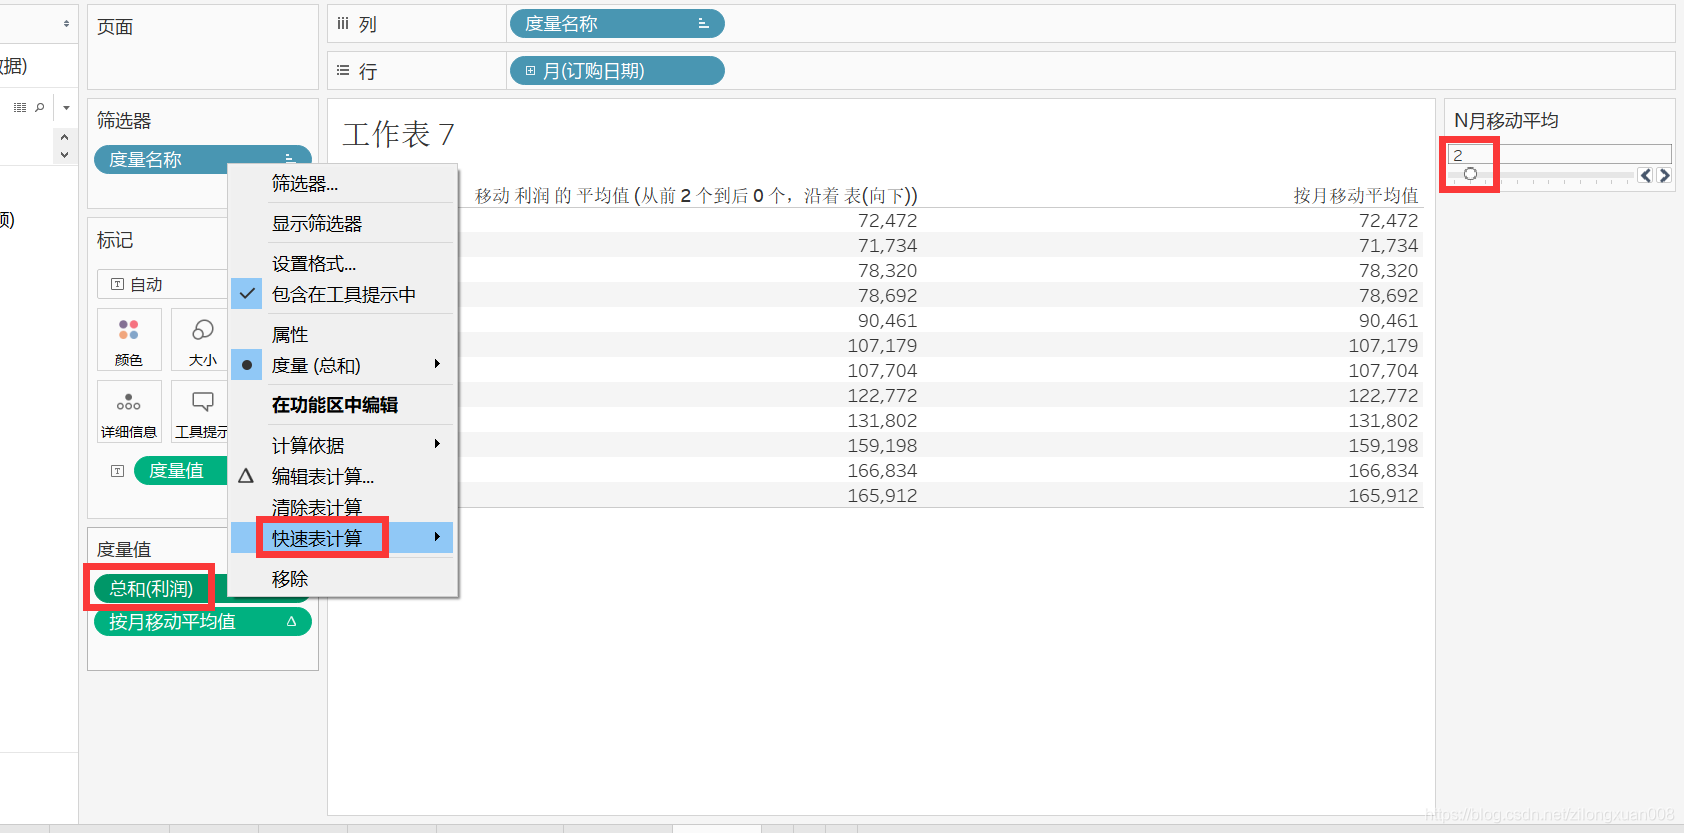 页面
iii 列
度量名称
行
月(订购日期)
据)
筛选器
度量名称
工作表 7
N月移动平均
2
筛选器...
显示筛选器
设置格式...
包含在工具提示中
属性
度量 (总和)
在功能区中编辑
计算依据
编辑表计算...
清除表计算
快速表计算
移除
标记
自动
颜色
大小
详细信息
工具提示
度量值
度量值
总和(利润)
按月移动平均值
移动 利润 的 平均值 (从前 2 个到后 0 个，沿着 表(向下))
按月移动平均值
72,472 72,472
71,734 71,734
78,320 78,320
78,692 78,692
90,461 90,461
107,179 107,179
107,704 107,704
122,772 122,772
131,802 131,802
159,198 159,198
166,834 166,834
165,912 165,912
https://blog.csdn.net/zilongxuan008